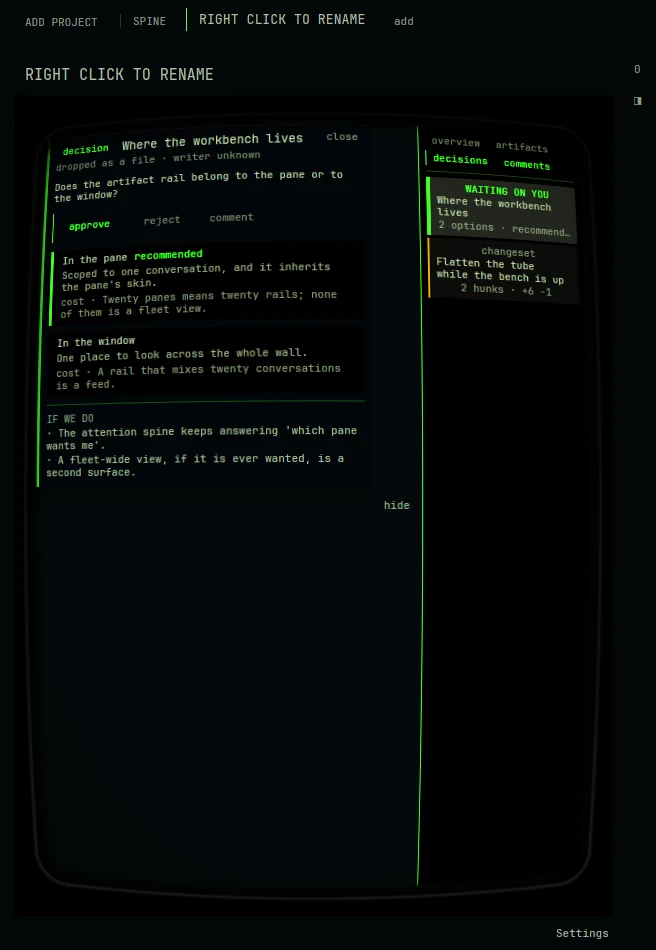 ADD PROJECT
SPINE
RIGHT CLICK TO RENAME
add
RIGHT CLICK TO RENAME
0
decision Where the workbench lives close
dropped as a file · writer unknown
Does the artifact rail belong to the pane or to
the window?
approve reject comment
In the pane recommended
Scoped to one conversation, and it inherits
the pane's skin.
cost · Twenty panes means twenty rails; none
of them is a fleet view.
In the window
One place to look across the whole wall.
cost · A rail that mixes twenty conversations
is a feed.
IF WE DO
· The attention spine keeps answering 'which pane
wants me'.
· A fleet-wide view, if it is ever wanted, is a
second surface.
hide
overview artifacts
decisions comments
WAITING ON YOU
Where the workbench
lives
2 options · recommend…
changeset
Flatten the tube
while the bench is up
2 hunks · +6 -1
Settings